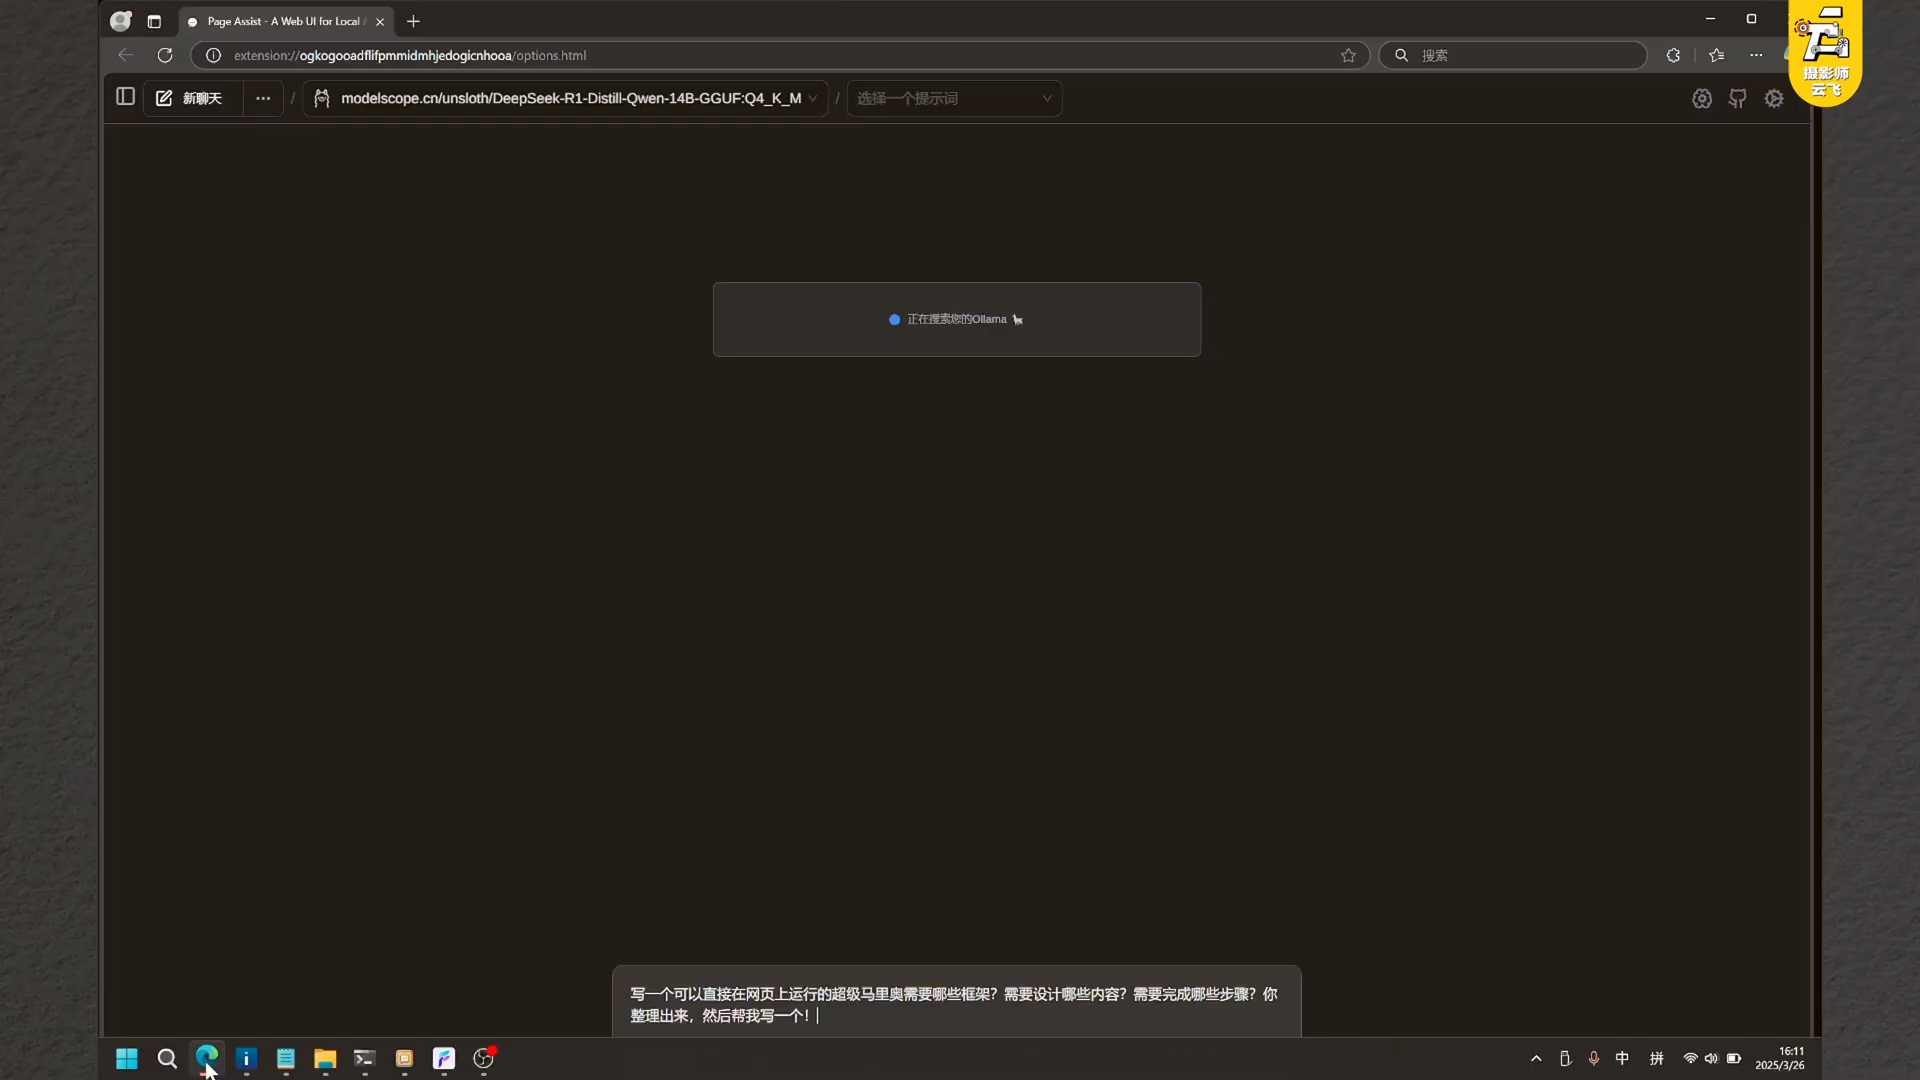 Page Assist - A Web UI for Local
extension://ogkogooadflifpmmidmhjedogicnhooa/options.html
搜索
新聊天
/
modelscope.cn/unsloth/DeepSeek-R1-Distill-Qwen-14B-GGUF:Q4_K_M
/
选择一个提示词
摄影师
云飞
正在搜索您的Ollama 🦙
写一个可以直接在网页上运行的超级马里奥需要哪些框架？需要设计哪些内容？需要完成哪些步骤？你
整理出来，然后帮我写一个！
中
拼
16:11
2025/3/26